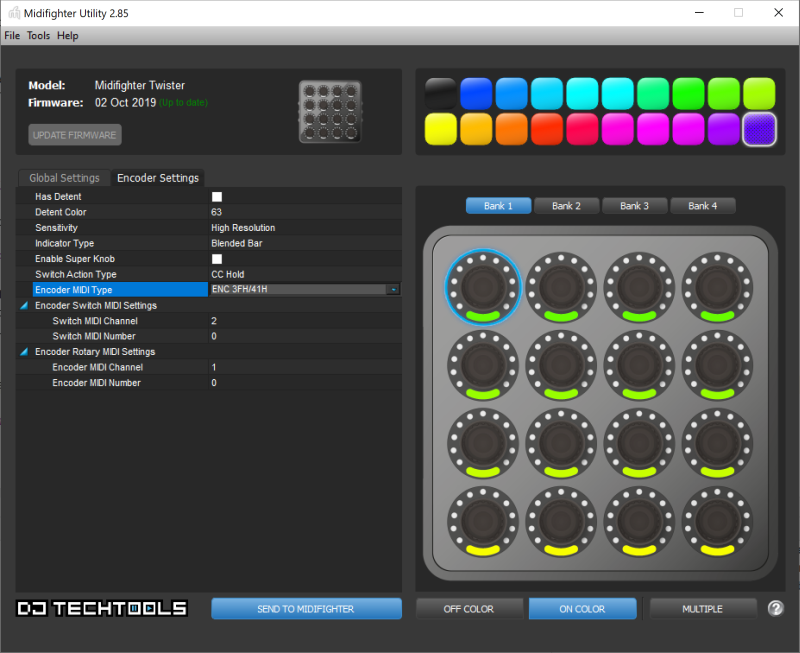 Midifighter Utility 2.85
File Tools Help
Model: Midifighter Twister
Firmware: 02 Oct 2019 (Up to date)
UPDATE FIRMWARE
Global Settings Encoder Settings
Has Detent
Detent Color 63
Sensitivity High Resolution
Indicator Type Blended Bar
Enable Super Knob
Switch Action Type CC Hold
Encoder MIDI Type ENC 3FH/41H
Encoder Switch MIDI Settings
Switch MIDI Channel 2
Switch MIDI Number 0
Encoder Rotary MIDI Settings
Encoder MIDI Channel 1
Encoder MIDI Number 0
Bank 1 Bank 2 Bank 3 Bank 4
DJ TECHTOOLS
SEND TO MIDIFIGHTER
OFF COLOR ON COLOR MULTIPLE ?